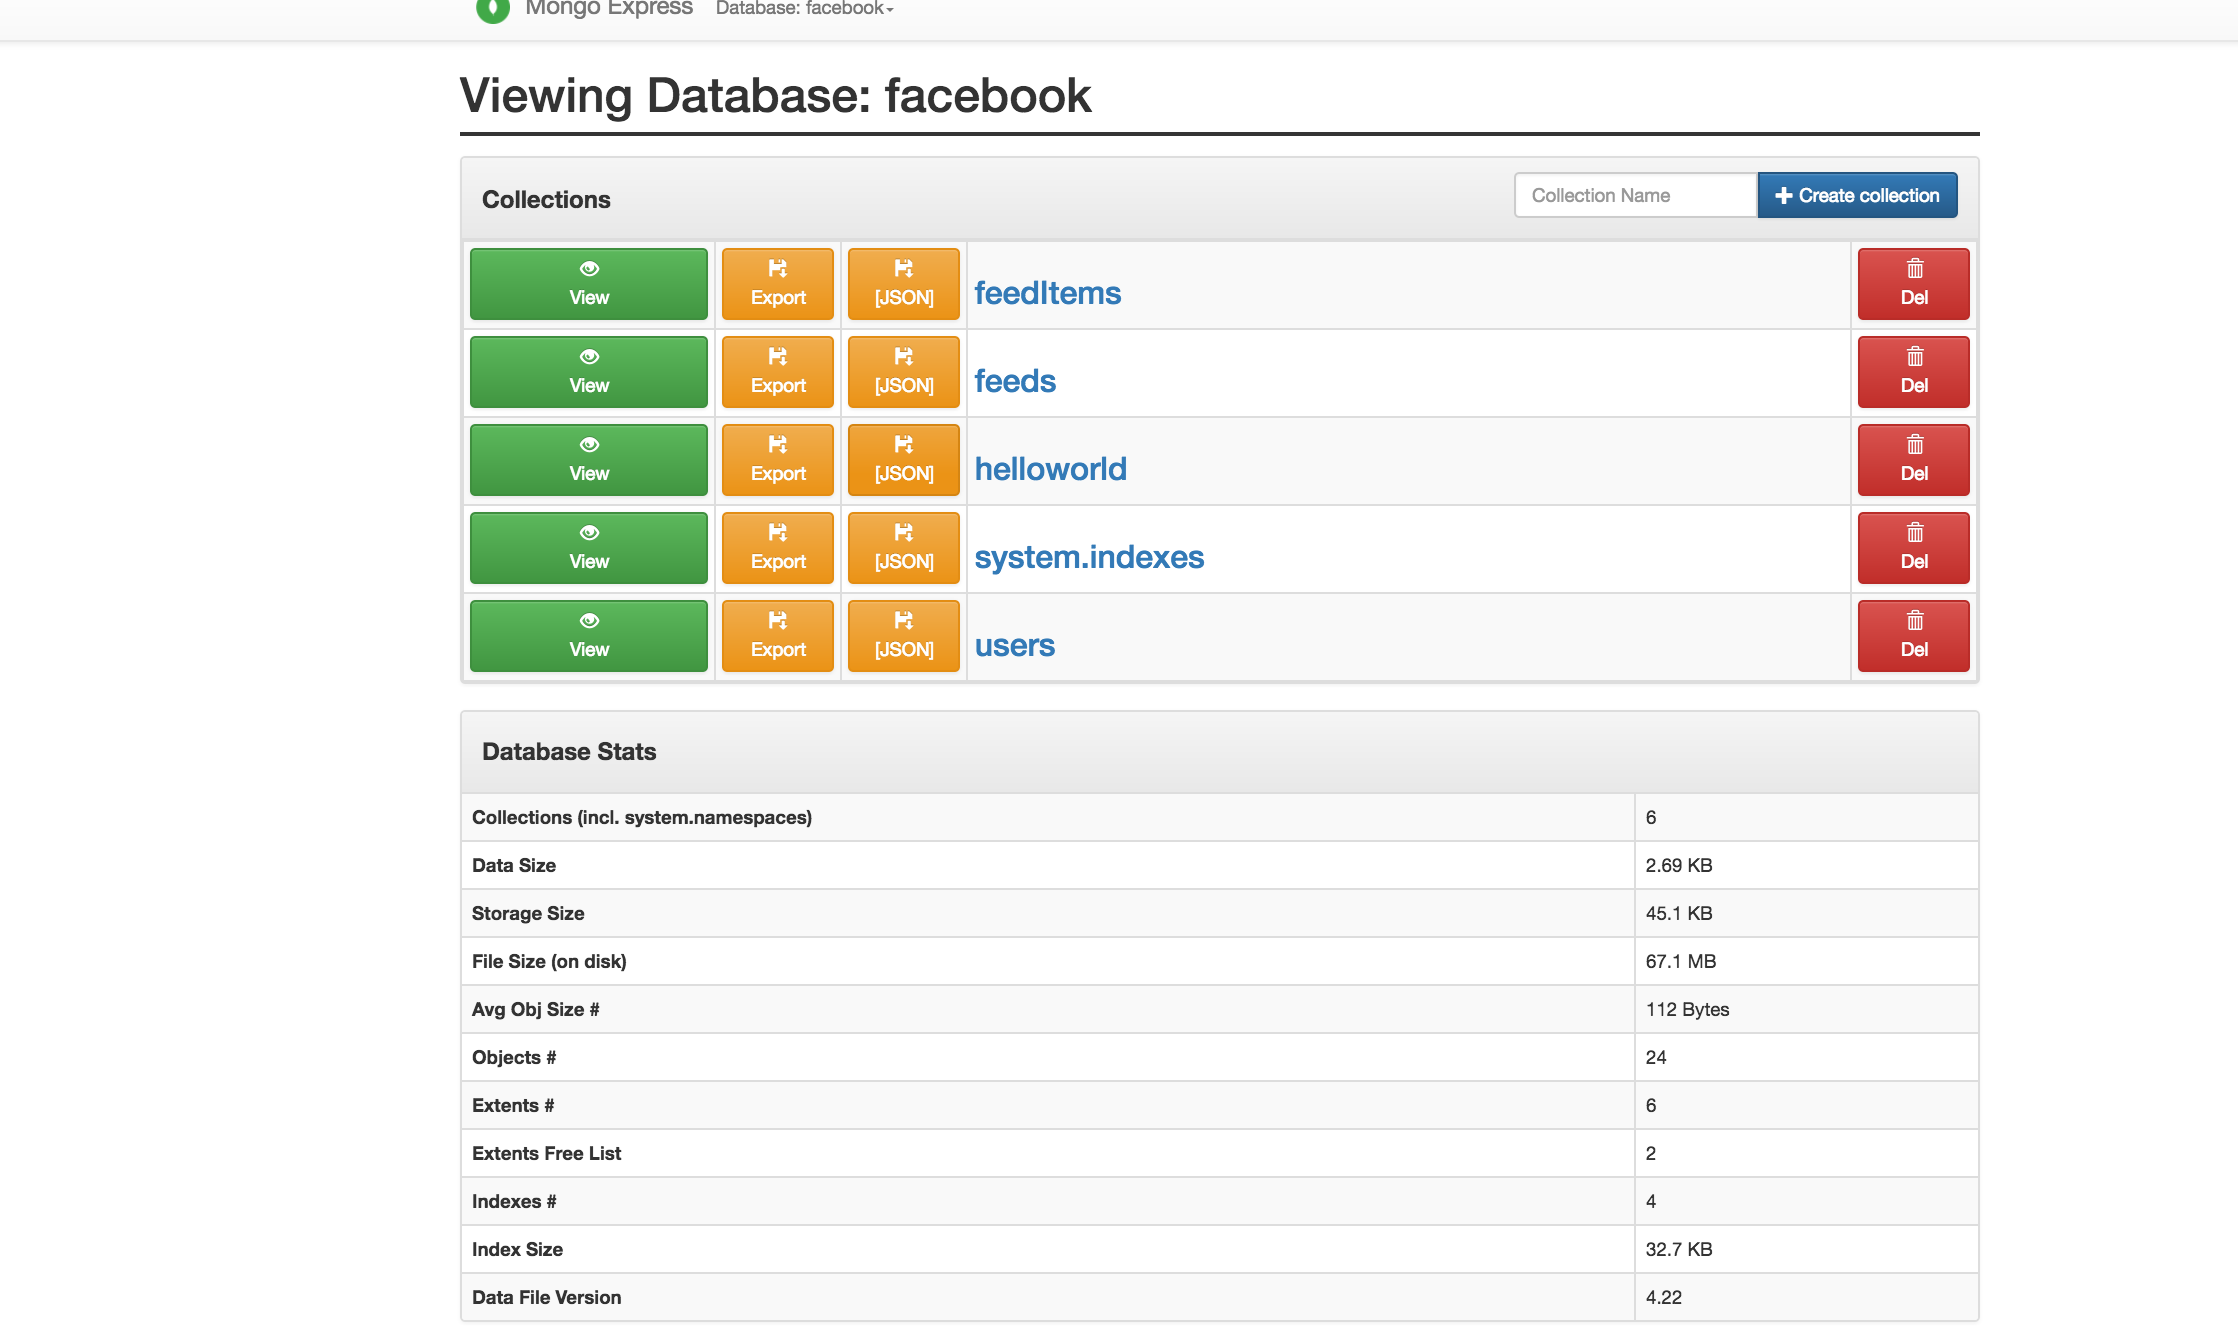 Mongo Express Database: facebook
Viewing Database: facebook
Collections Collection Name Create collection
View Export [JSON] feedItems Del
View Export [JSON] feeds Del
View Export [JSON] helloworld Del
View Export [JSON] system.indexes Del
View Export [JSON] users Del
Database Stats
Collections (incl. system.namespaces) 6
Data Size 2.69 KB
Storage Size 45.1 KB
File Size (on disk) 67.1 MB
Avg Obj Size # 112 Bytes
Objects # 24
Extents # 6
Extents Free List 2
Indexes # 4
Index Size 32.7 KB
Data File Version 4.22